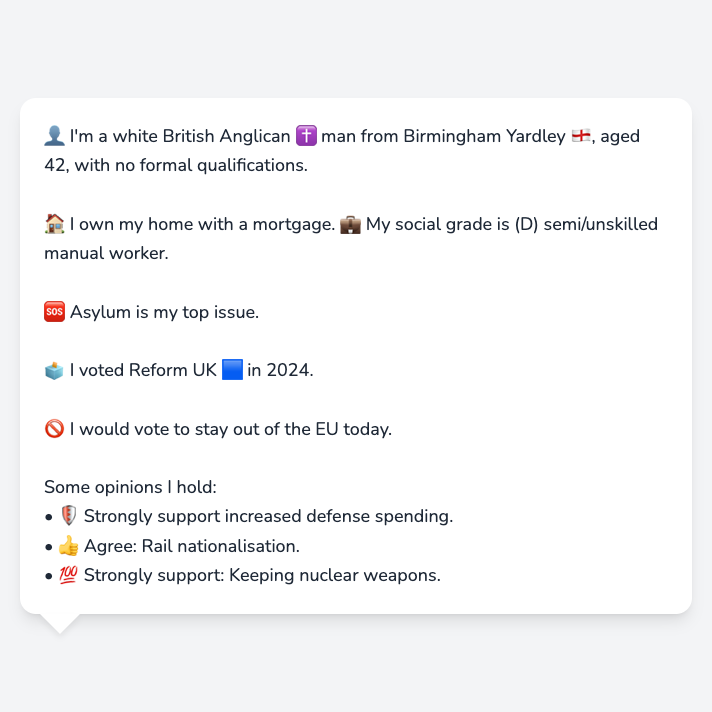 👤 I'm a white British Anglican ✝️ man from Birmingham Yardley 🏴󠁧󠁢󠁥󠁮󠁧󠁿, aged
42, with no formal qualifications.
🏠 I own my home with a mortgage. 💼 My social grade is (D) semi/unskilled
manual worker.
🆘 Asylum is my top issue.
🗳️ I voted Reform UK 🟦 in 2024.
🚫 I would vote to stay out of the EU today.
Some opinions I hold:
• 🛡️ Strongly support increased defense spending.
• 👍 Agree: Rail nationalisation.
• 💯 Strongly support: Keeping nuclear weapons.